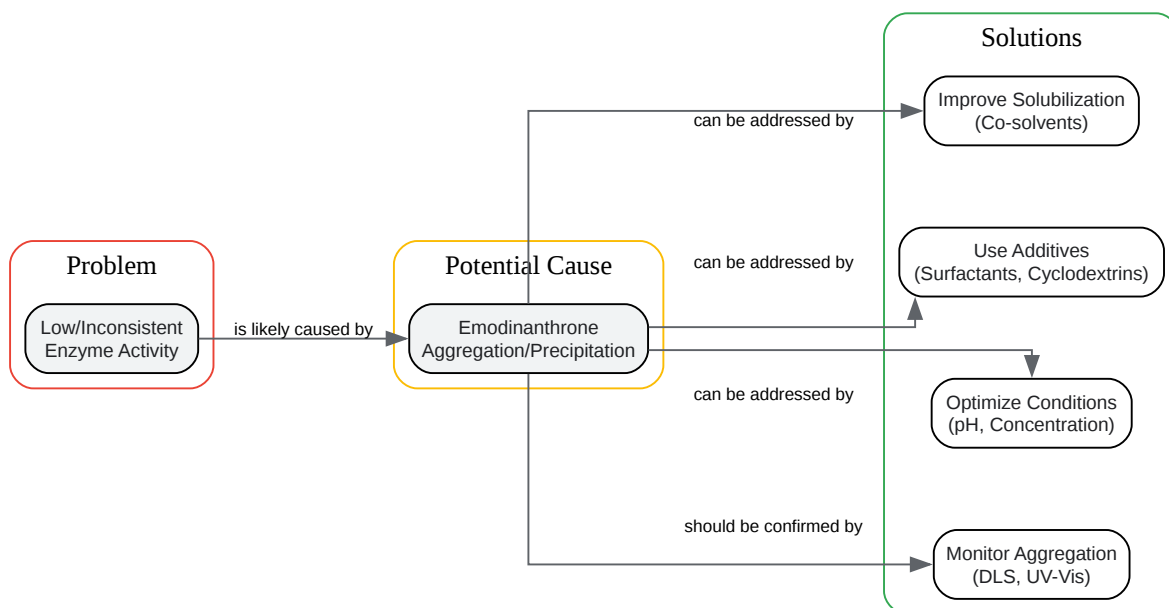 Solutions
Improve Solubilization
(Co-solvents)
can be addressed by
Use Additives
(Surfactants, Cyclodextrins)
can be addressed by
Problem
Potential Cause
Low/Inconsistent
Enzyme Activity
is likely caused by
Emodinanthrone
Aggregation/Precipitation
can be addressed by
Optimize Conditions
(pH, Concentration)
should be confirmed by
Monitor Aggregation
(DLS, UV-Vis)